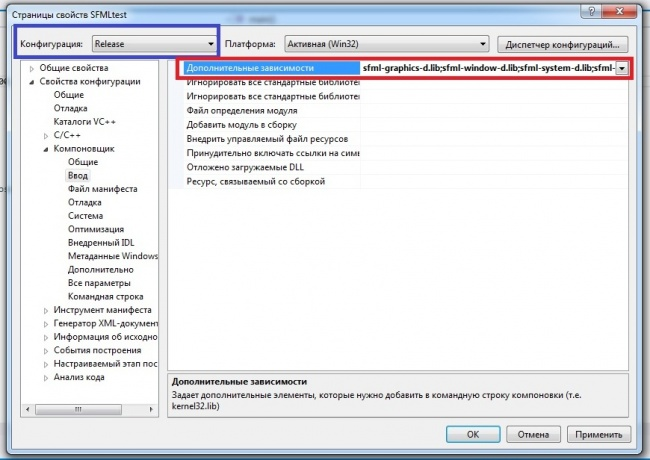 Страницы свойств SFMLtest
Конфигурация: Release Платформа: Активная (Win32) Диспетчер конфигураций...
Общие свойства
Свойства конфигурации
Общие
Отладка
Каталоги VC++
C/C++
Компоновщик
Общие
Ввод
Файл манифеста
Отладка
Система
Оптимизация
Внедренный IDL
Метаданные Windows
Дополнительно
Все параметры
Командная строка
Инструмент манифеста
Генератор XML-документ
Информация об исходно
События построения
Настраиваемый этап пос
Анализ кода
Дополнительные зависимости sfml-graphics-d.lib;sfml-window-d.lib;sfml-system-d.lib;sfml-
Игнорировать все стандартные библиотек
Игнорировать все стандартные библиотек
Файл определения модуля
Добавить модуль в сборку
Внедрить управляемый файл ресурсов
Принудительно включать ссылки на симв
Отложено загружаемые DLL
Ресурс, связываемый со сборкой
Дополнительные зависимости
Задает дополнительные элементы, которые нужно добавить в командную строку компоновки (т.е.
kernel32.lib)
OK Отмена Применить